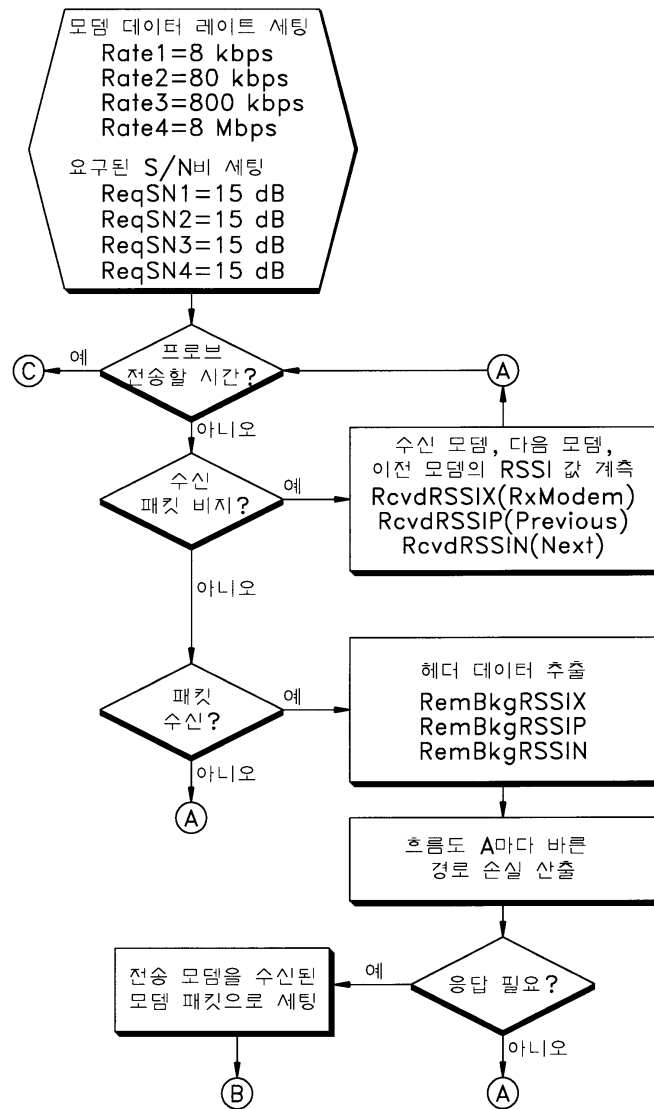 모뎀 데이터 레이트 세팅
Rate1=8 kbps
Rate2=80 kbps
Rate3=800 kbps
Rate4=8 Mbps
요구된 S/N비 세팅
ReqSN1=15 dB
ReqSN2=15 dB
ReqSN3=15 dB
ReqSN4=15 dB
C
예
프로브
전송할 시간?
A
아니오
수신
패킷 비지?
예
수신 모뎀, 다음 모뎀,
이전 모뎀의 RSSI 값 계측
RcvdRSSIX(RxModem)
RcvdRSSIP(Previous)
RcvdRSSIN(Next)
아니오
패킷
수신?
예
헤더 데이터 추출
RemBkgRSSIX
RemBkgRSSIP
RemBkgRSSIN
아니오
A
흐름도 A마다 바른
경로 손실 산출
전송 모뎀을 수신된
모뎀 패킷으로 세팅
예
응답 필요?
아니오
B
A